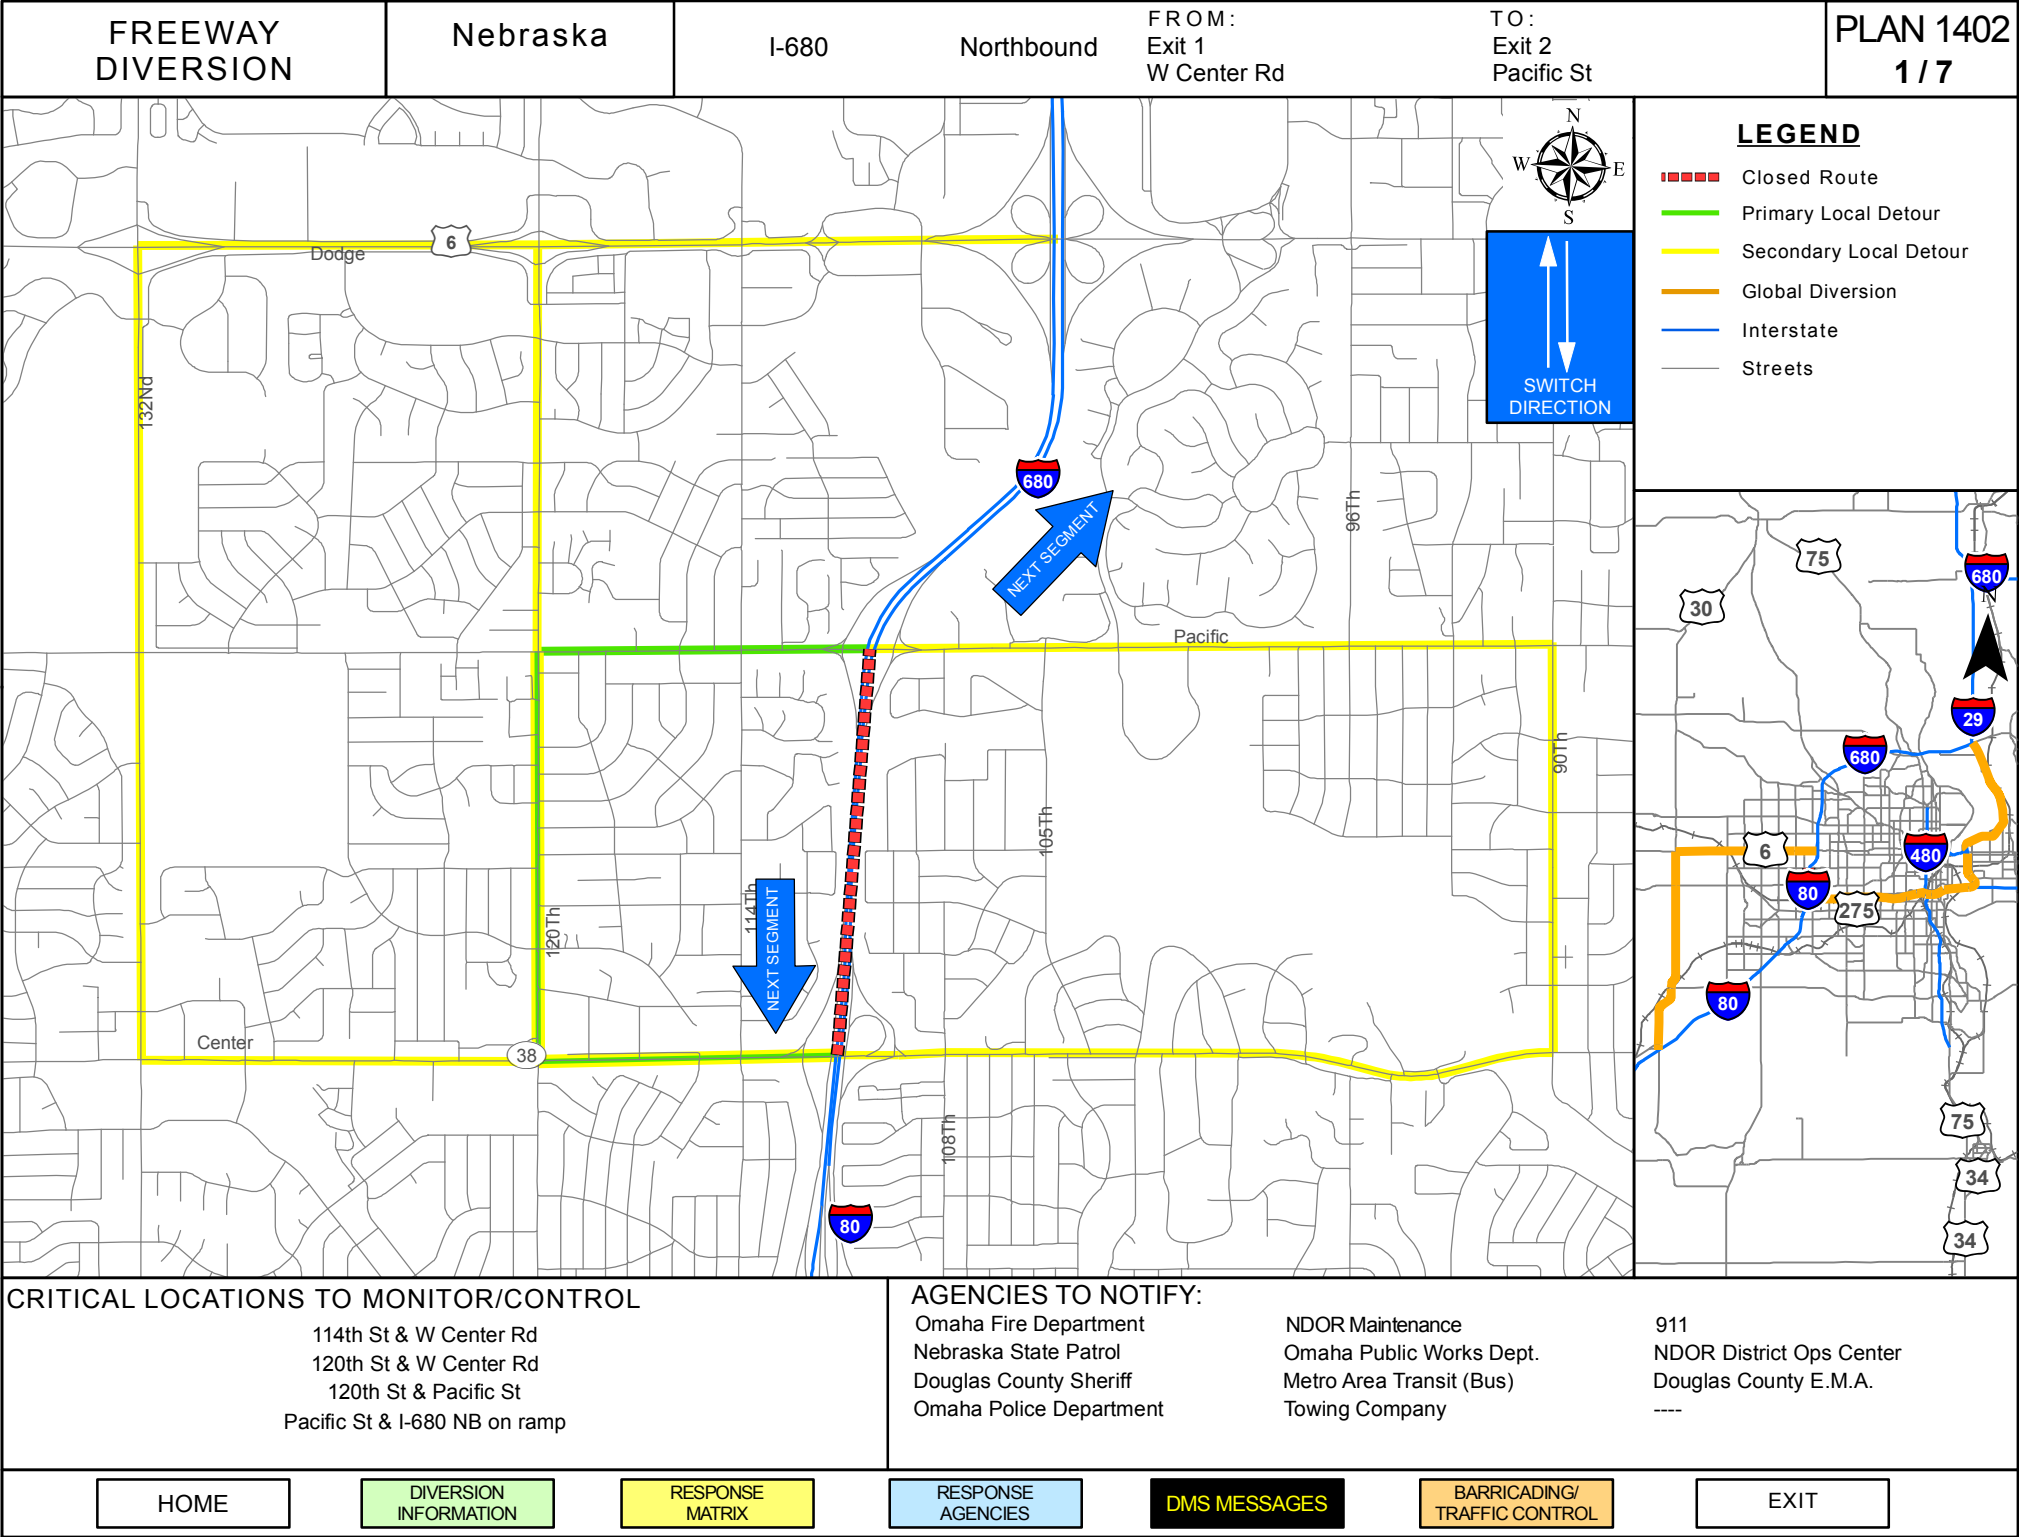 FREEWAY
DIVERSION
Nebraska
I-680
Northbound
FROM:
Exit 1
W Center Rd
TO:
Exit 2
Pacific St
PLAN 1402
1 / 7
N
W
E
S
SWITCH
DIRECTION
LEGEND
Closed Route
Primary Local Detour
Secondary Local Detour
Global Diversion
Interstate
Streets
6
Dodge
132Nd
680
NEXT SEGMENT
96Th
Pacific
90Th
105Th
114Th
NEXT SEGMENT
120Th
Center
38
108Th
80
75
680
N
30
29
680
6
480
80
275
80
75
34
34
CRITICAL LOCATIONS TO MONITOR/CONTROL
114th St & W Center Rd
120th St & W Center Rd
120th St & Pacific St
Pacific St & I-680 NB on ramp
AGENCIES TO NOTIFY:
Omaha Fire Department
Nebraska State Patrol
Douglas County Sheriff
Omaha Police Department
NDOR Maintenance
Omaha Public Works Dept.
Metro Area Transit (Bus)
Towing Company
911
NDOR District Ops Center
Douglas County E.M.A.
----
HOME
DIVERSION
INFORMATION
RESPONSE
MATRIX
RESPONSE
AGENCIES
DMS MESSAGES
BARRICADING/
TRAFFIC CONTROL
EXIT